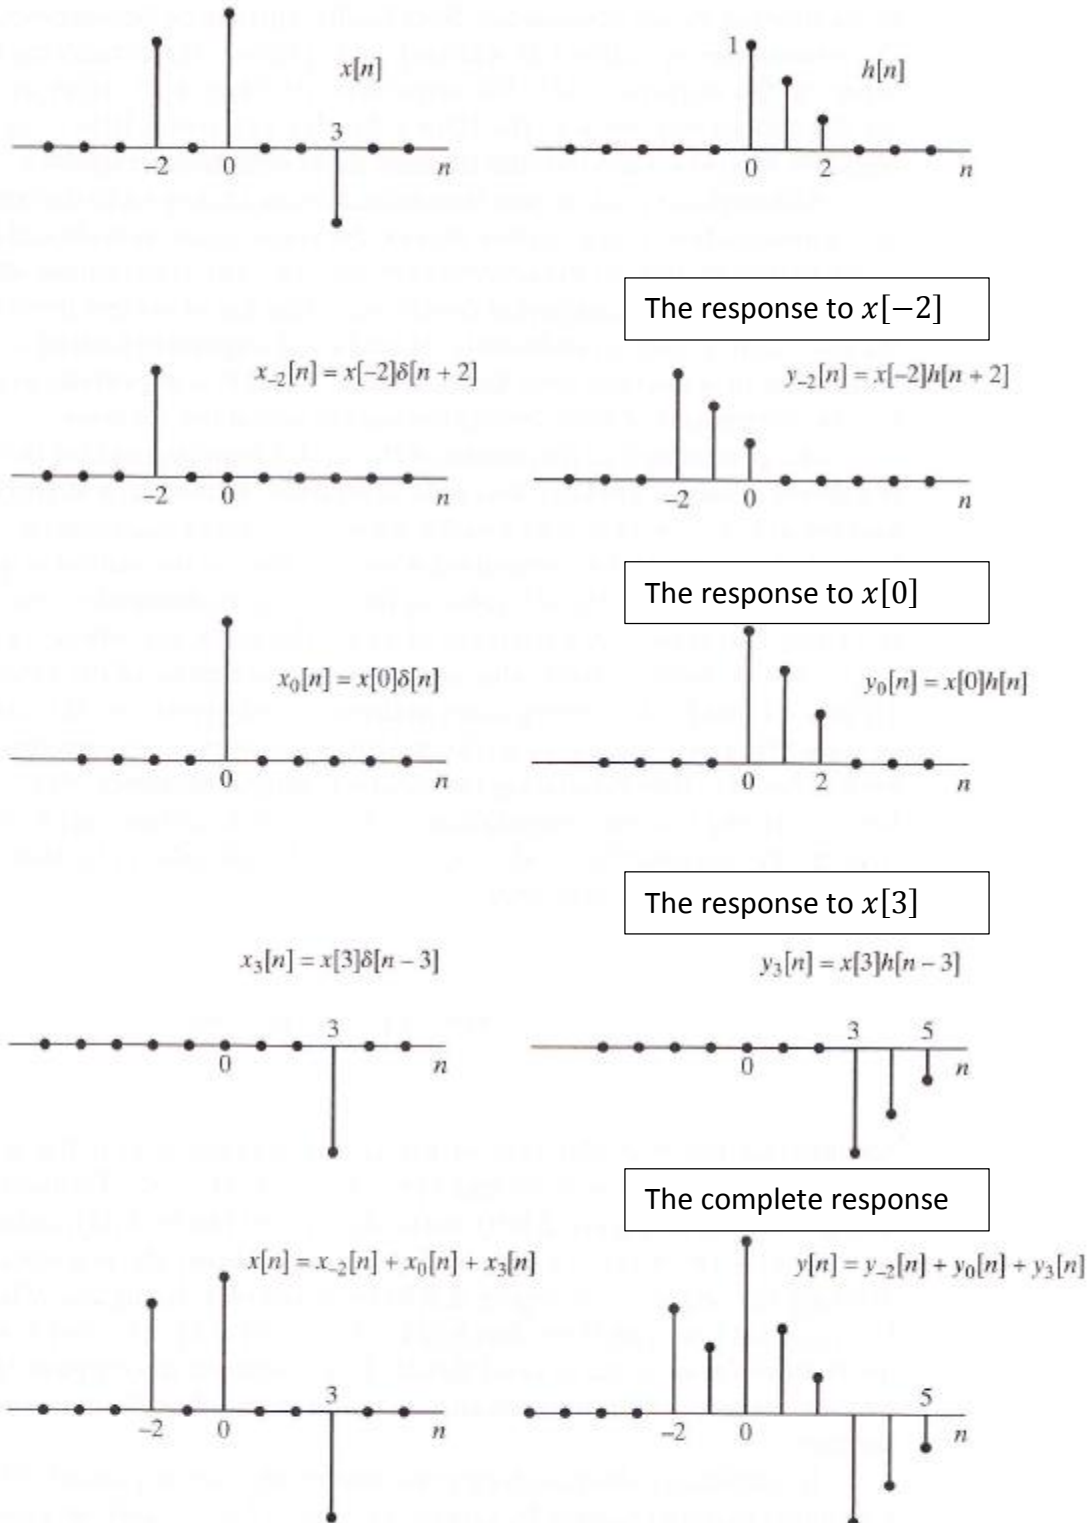 x[n]
3
−2
0
n
1
h[n]
0
2
n
The response to x[−2]
x₋₂[n] = x[−2]δ[n + 2]
−2
0
n
y₋₂[n] = x[−2]h[n + 2]
−2
0
n
The response to x[0]
x₀[n] = x[0]δ[n]
0
n
y₀[n] = x[0]h[n]
0
2
n
The response to x[3]
x₃[n] = x[3]δ[n − 3]
3
0
n
y₃[n] = x[3]h[n − 3]
3
5
0
n
The complete response
x[n] = x₋₂[n] + x₀[n] + x₃[n]
3
−2
0
n
y[n] = y₋₂[n] + y₀[n] + y₃[n]
5
−2
0
n